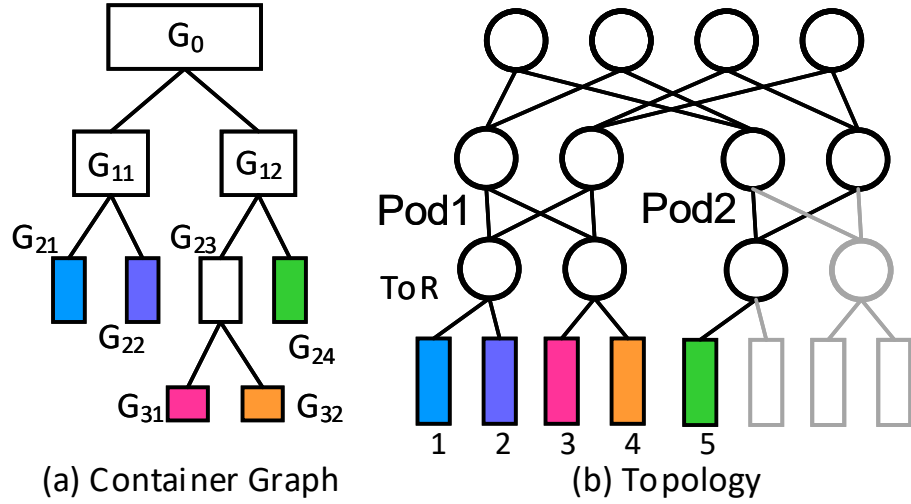 G0
G11
G12
G21
G23
G22
G24
G31
G32
(a) Container Graph
Pod1
Pod2
ToR
1
2
3
4
5
(b) Topology